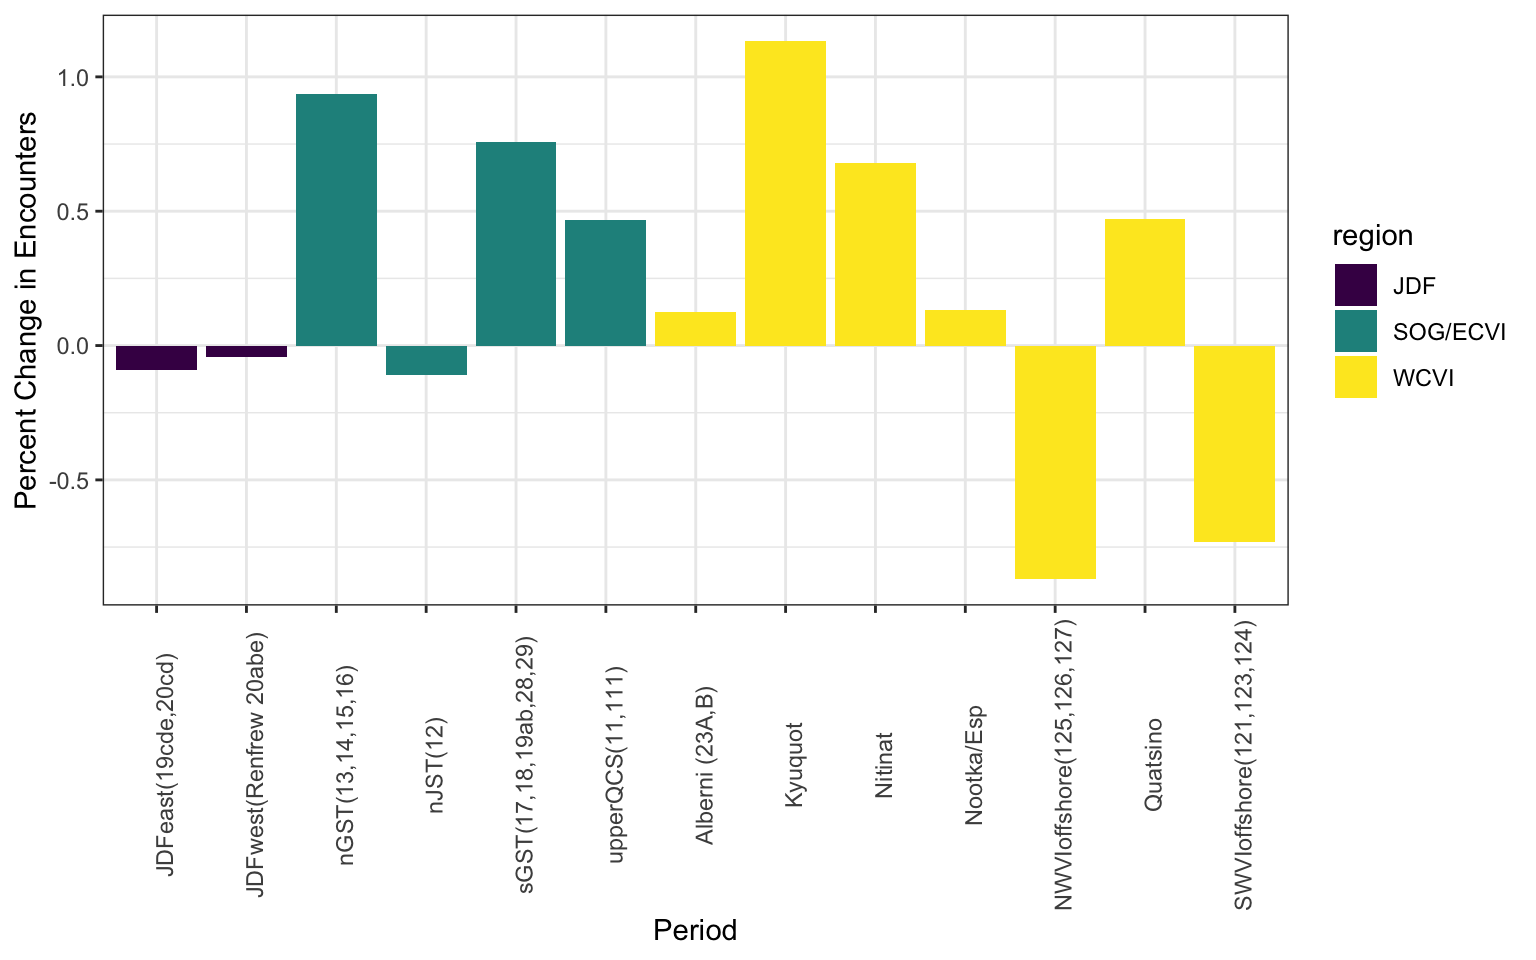 Percent Change in Encounters
1.0
0.5
0.0
-0.5
JDFeast(19cde,20cd)
JDFwest(Renfrew 20abe)
nGST(13,14,15,16)
nJST(12)
sGST(17,18,19ab,28,29)
upperQCS(11,111)
Alberni (23A,B)
Kyuquot
Nitinat
Nootka/Esp
NWVIoffshore(125,126,127)
Quatsino
SWVIoffshore(121,123,124)
Period
region
JDF
SOG/ECVI
WCVI